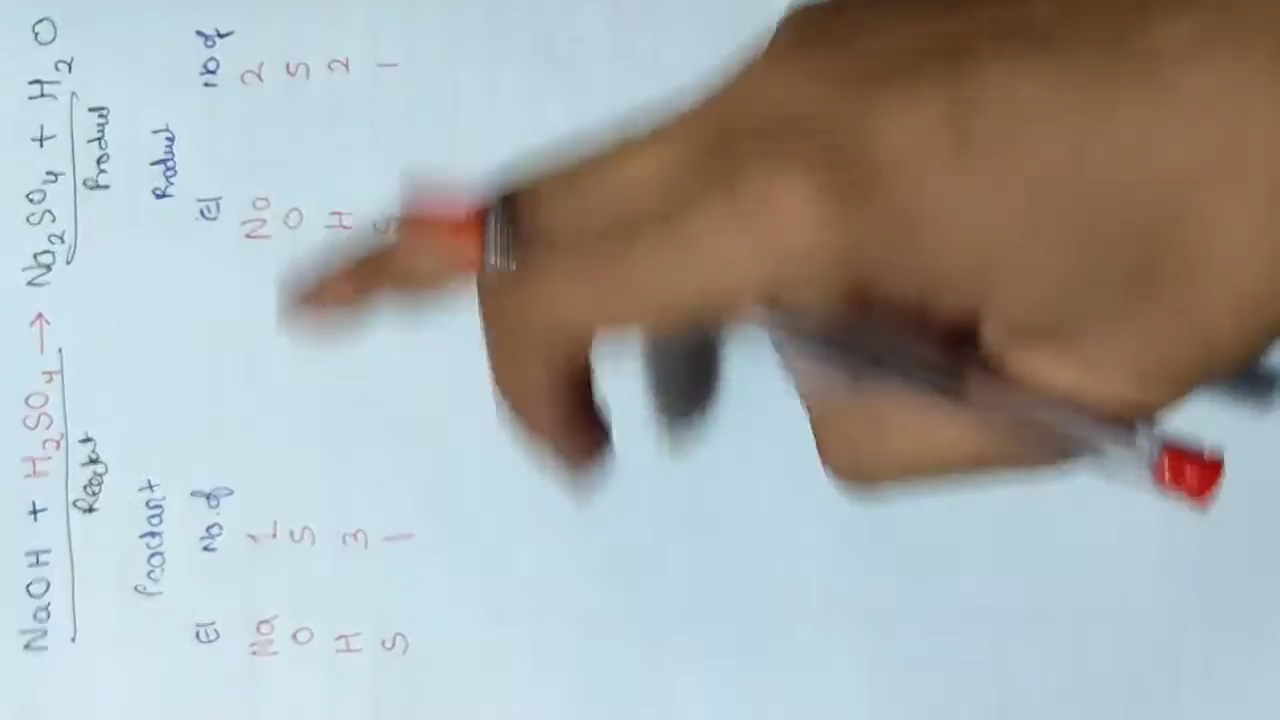 NaOH + H₂SO₄ → Na₂SO₄ + H₂O
Reactant Product
Reactant Product
El No. of El No of
Na 1 Na 2
O 5 O 5
H 3 H 2
S 1 S 1